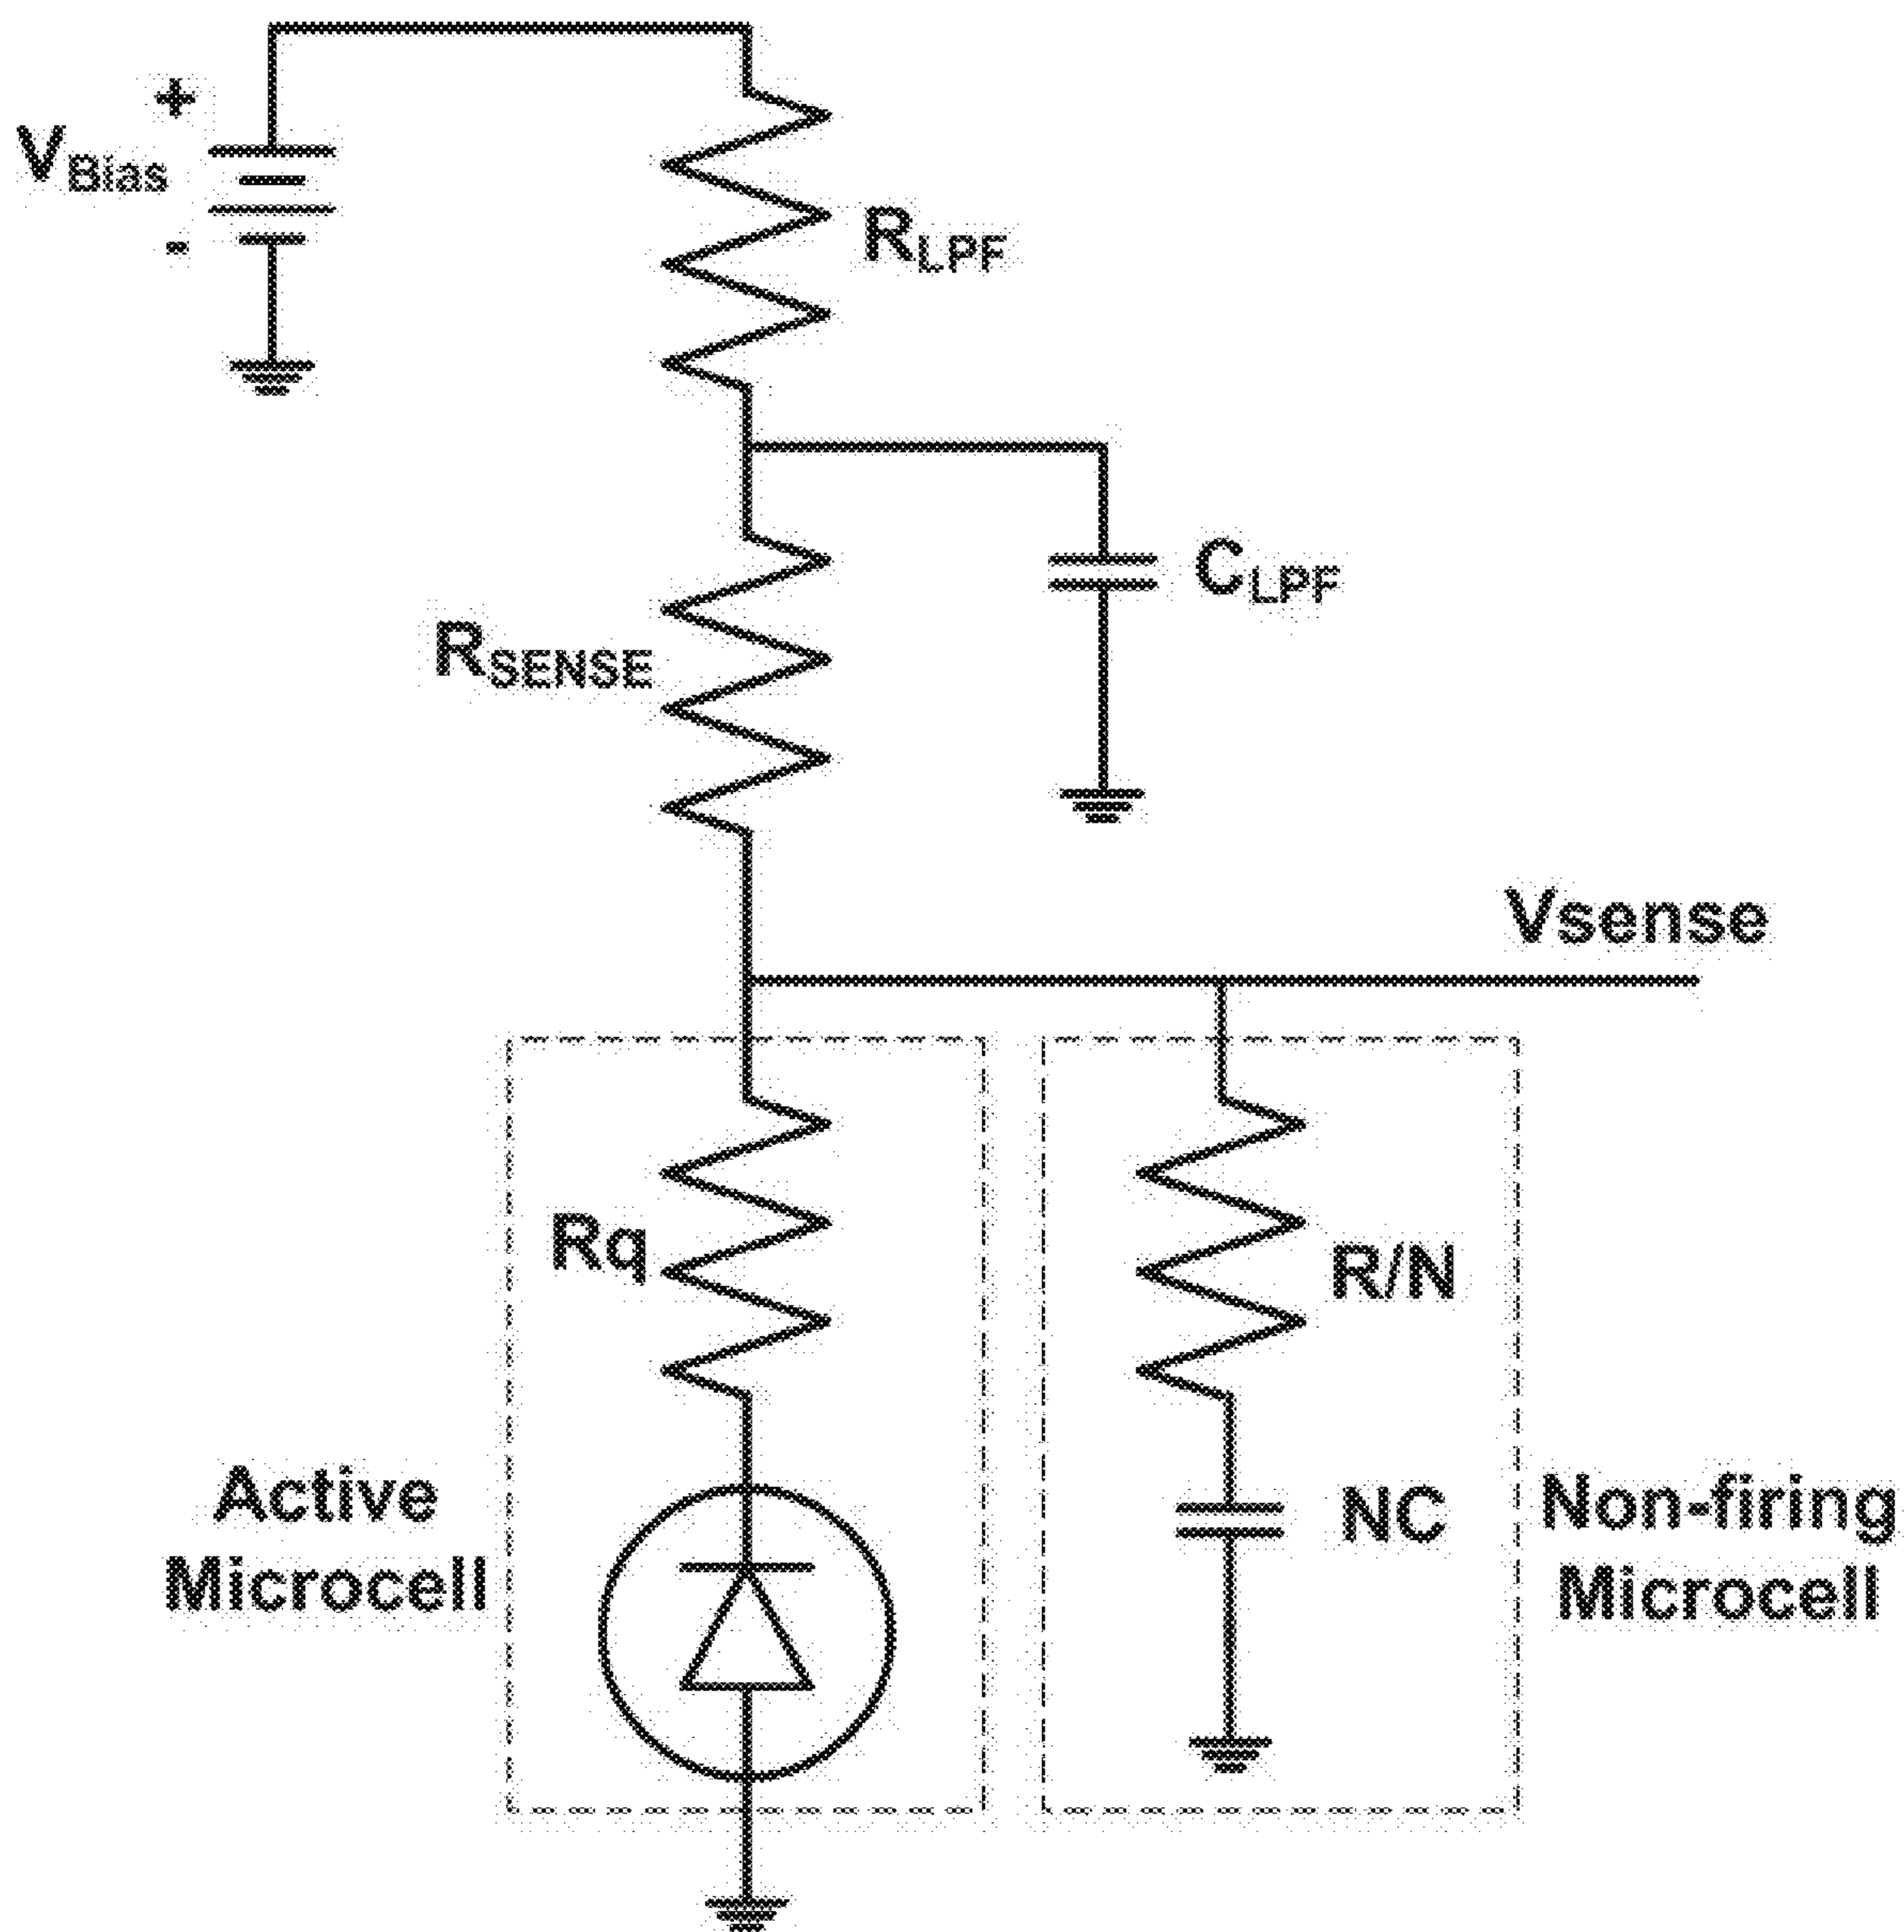 +
VBias
-
RLPF
CLPF
RSENSE
Vsense
Rq
R/N
Active
Microcell
NC
Non-firing
Microcell